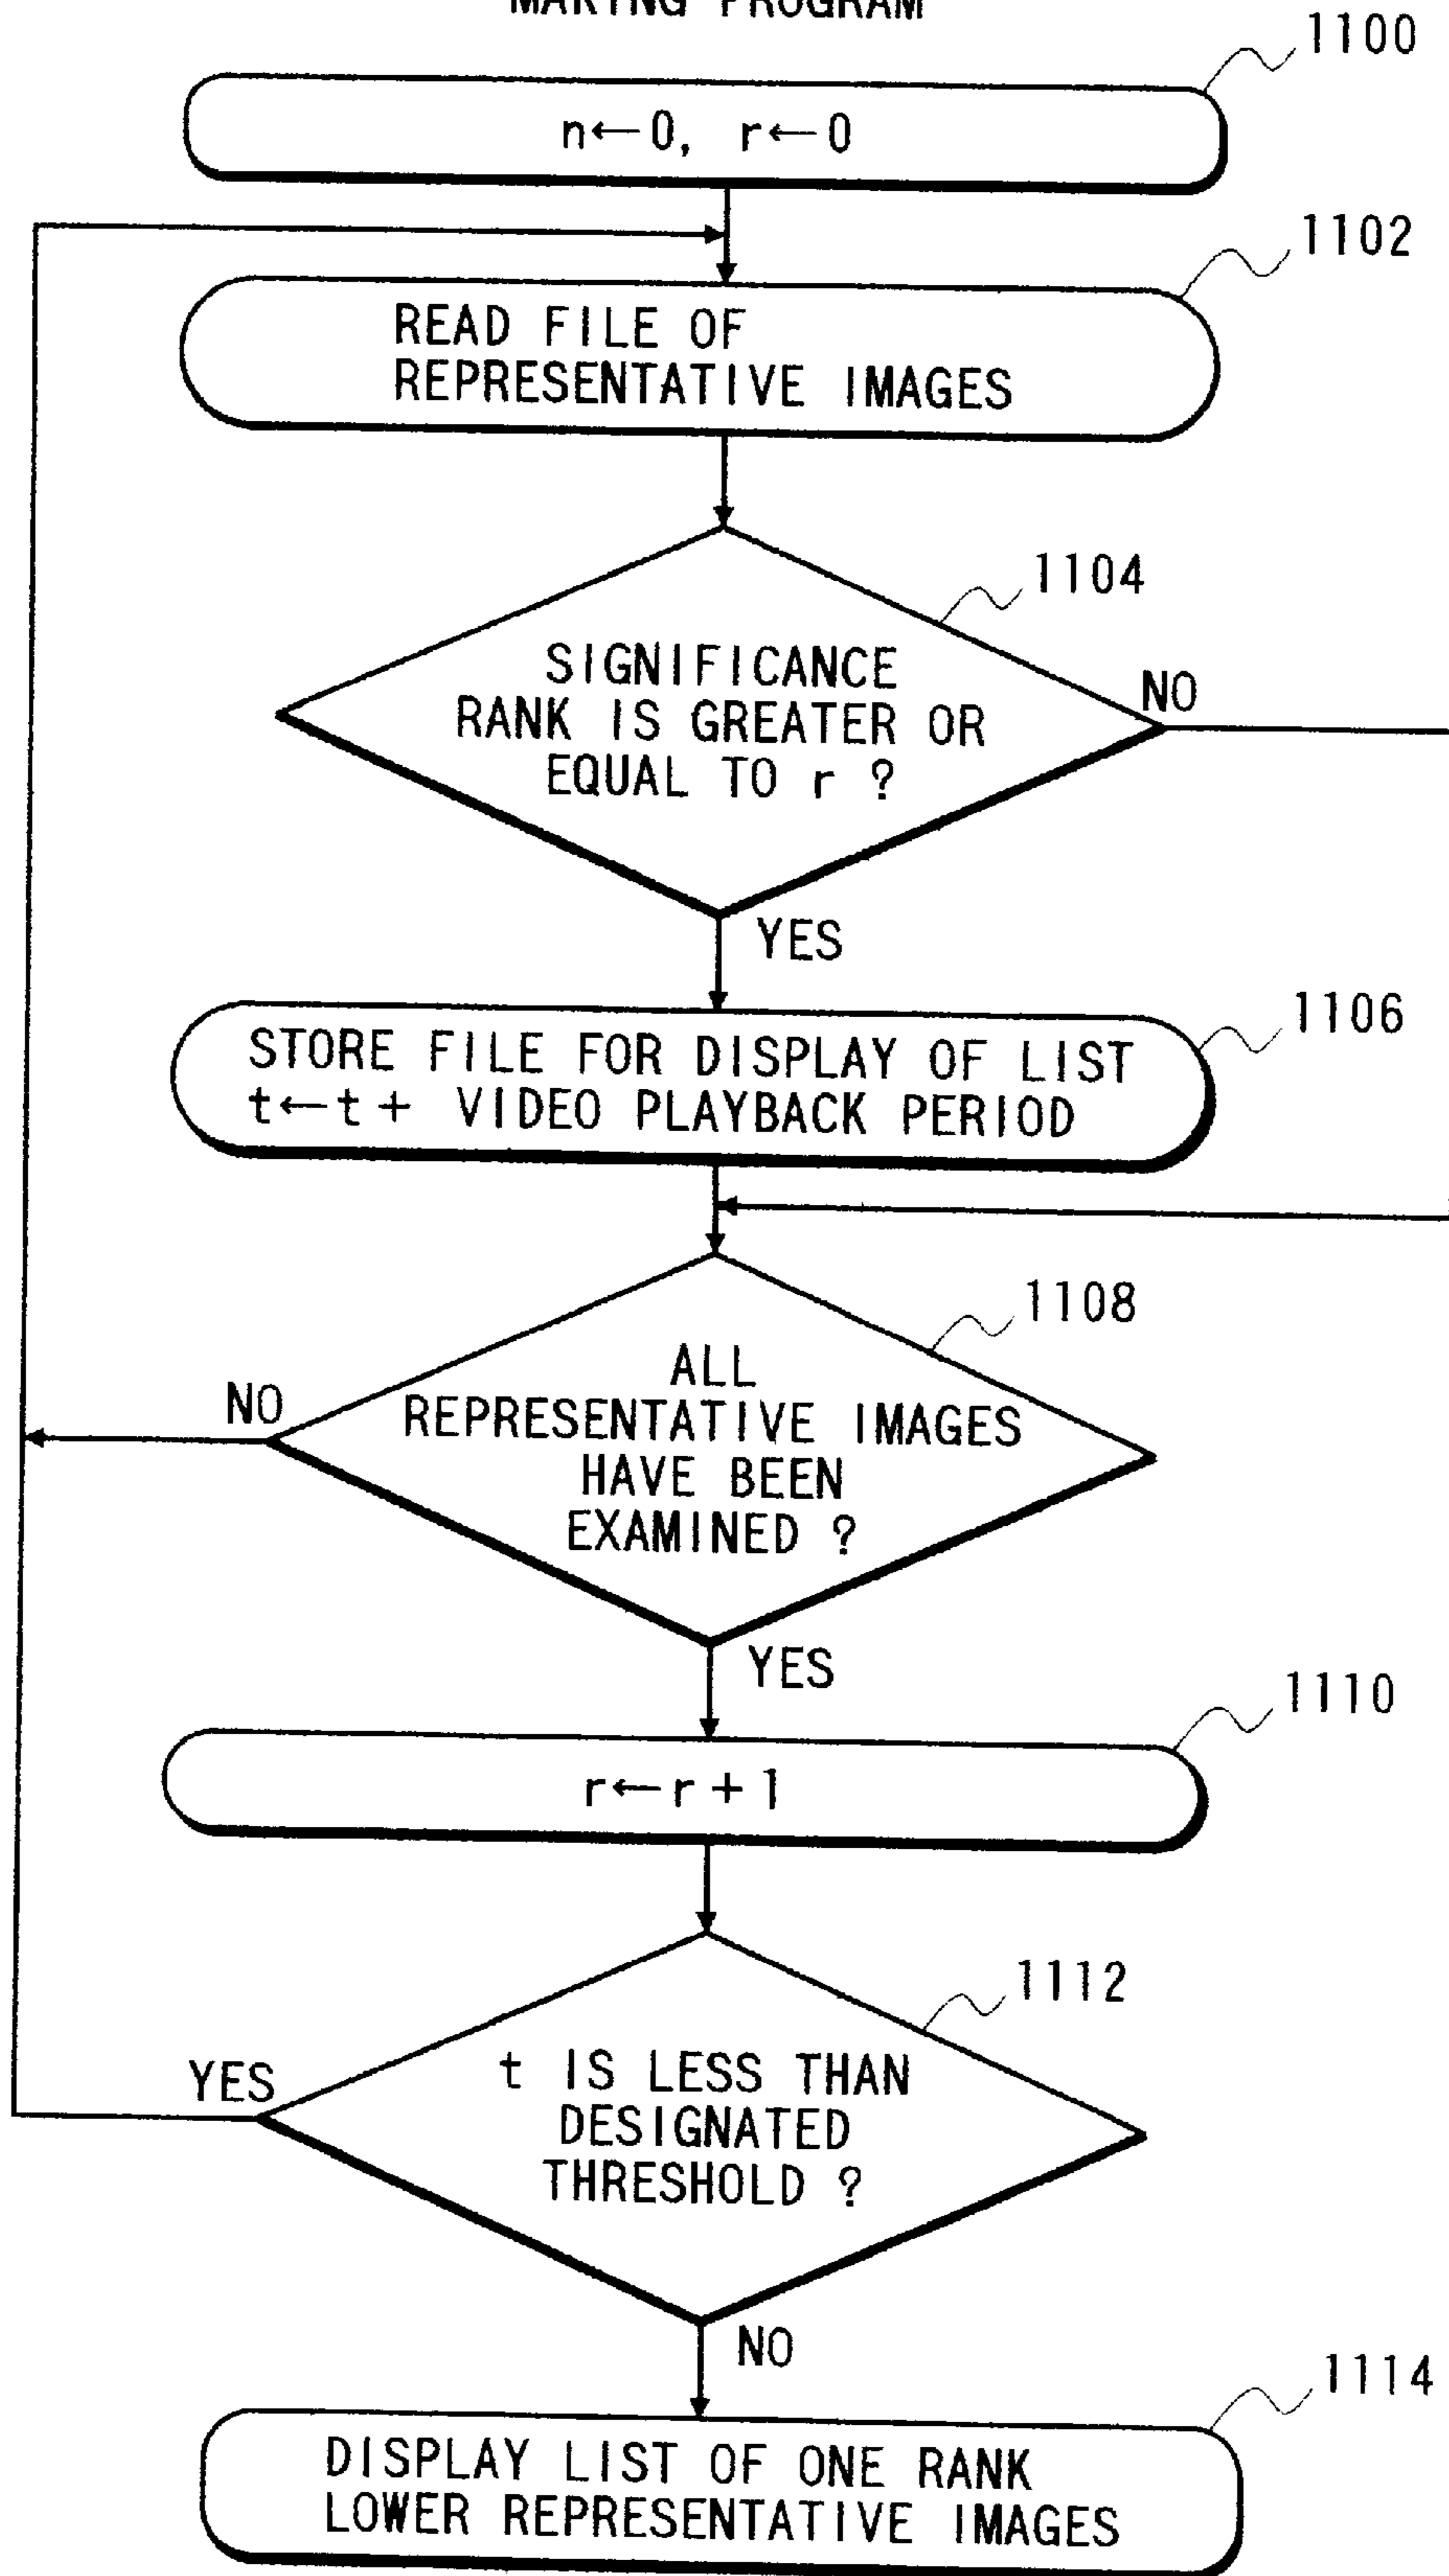 MAKING PROGRAM
1100
n←0, r←0
1102
READ FILE OF
REPRESENTATIVE IMAGES
1104
SIGNIFICANCE
RANK IS GREATER OR
EQUAL TO r ?
NO
YES
1106
STORE FILE FOR DISPLAY OF LIST
t←t + VIDEO PLAYBACK PERIOD
1108
ALL
REPRESENTATIVE IMAGES
HAVE BEEN
EXAMINED ?
NO
YES
1110
r←r + 1
1112
t IS LESS THAN
DESIGNATED
THRESHOLD ?
YES
NO
1114
DISPLAY LIST OF ONE RANK
LOWER REPRESENTATIVE IMAGES